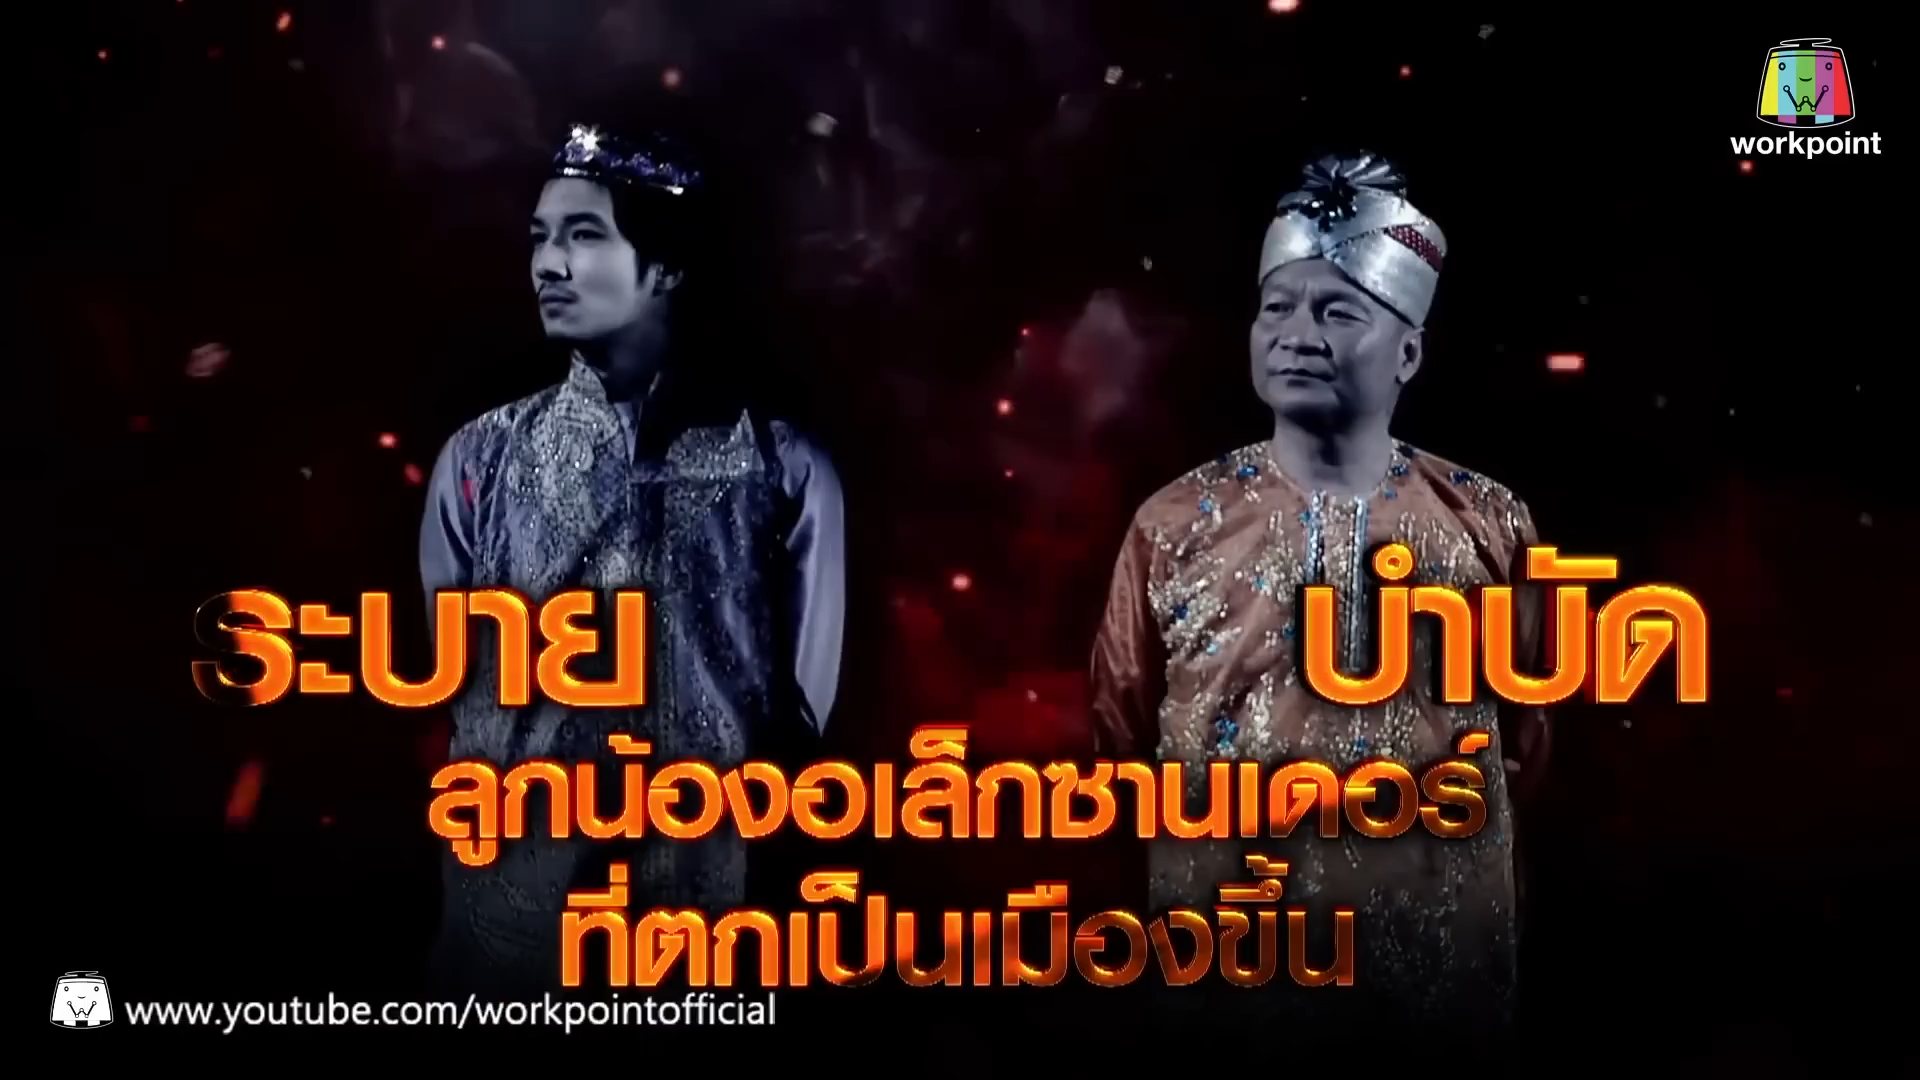 workpoint
ระบาย
บำบัด
ลูกน้องอเล็กซานเดอร์
ที่ตกเป็นเมืองขึ้น
www.youtube.com/workpointofficial